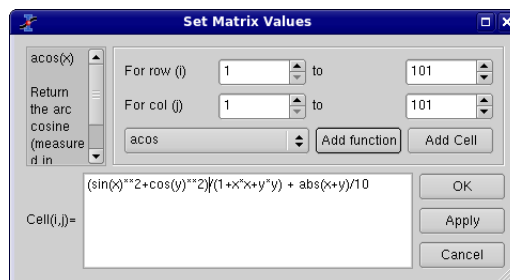 Set Matrix Values
acos(x)
Return
the arc
cosine
(measure
d in
For row (i) 1 to 101
For col (j) 1 to 101
acos Add function Add Cell
Cell(i,j)= (sin(x)**2+cos(y)**2)/(1+x*x+y*y) + abs(x+y)/10
OK
Apply
Cancel